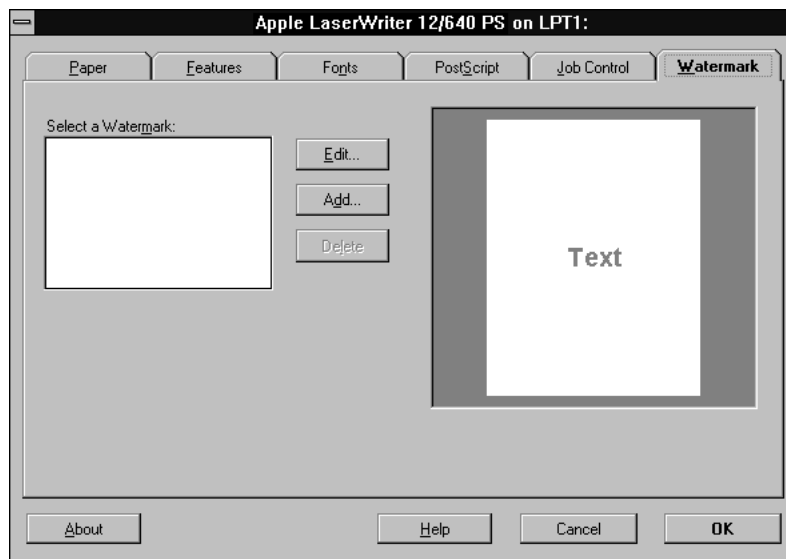 Apple LaserWriter 12/640 PS on LPT1:
Paper Features Fonts PostScript Job Control Watermark
Select a Watermark:
Edit...
Add...
Delete
Text
About Help Cancel OK